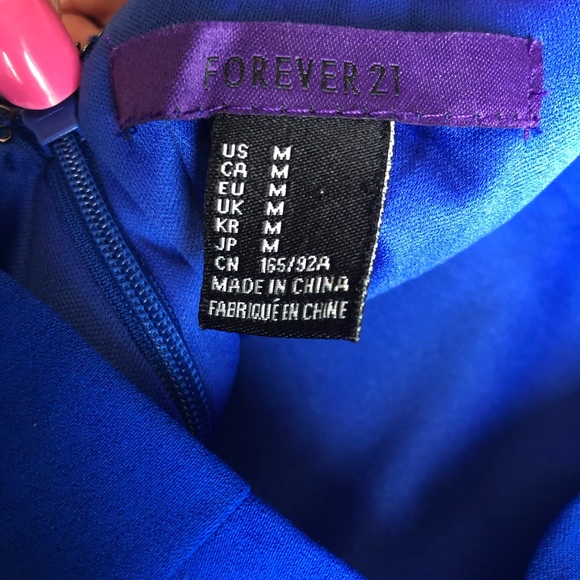 FOREVER 21
US M
CA M
EU M
UK M
KR M
JP M
CN 165/92A
MADE IN CHINA
FABRIQUÉ EN CHINE